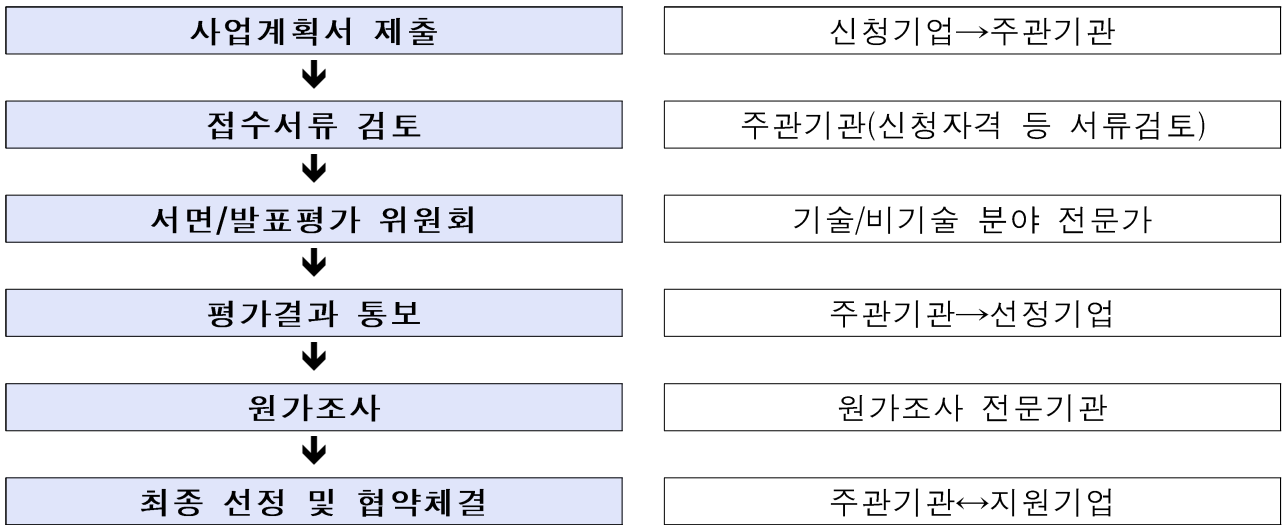 사업계획서 제출
신청기업→주관기관
접수서류 검토
주관기관(신청자격 등 서류검토)
서면/발표평가 위원회
기술/비기술 분야 전문가
평가결과 통보
주관기관→선정기업
원가조사
원가조사 전문기관
최종 선정 및 협약체결
주관기관↔지원기업